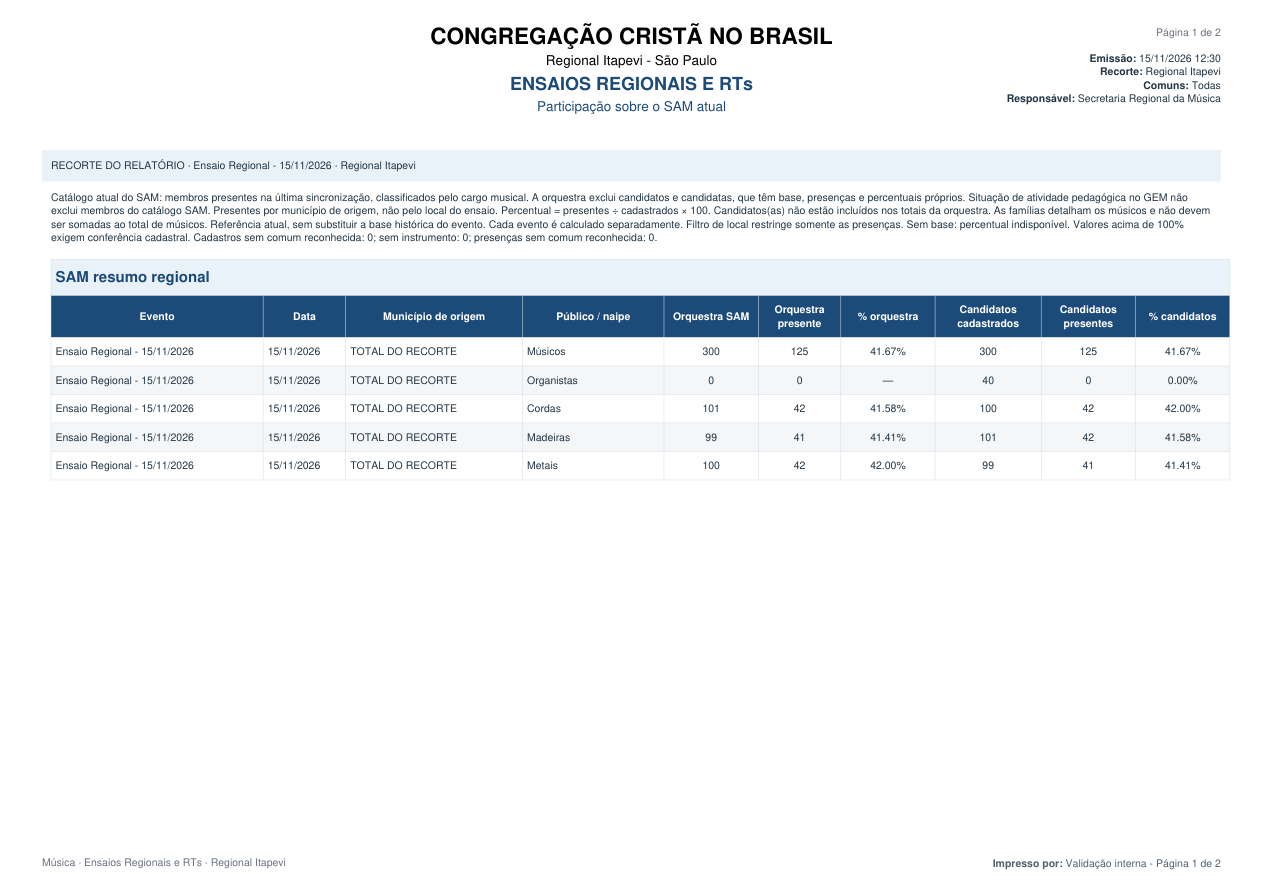 CONGREGAÇÃO CRISTÃ NO BRASIL
Regional Itapevi - São Paulo
ENSAIOS REGIONAIS E RTs
Participação sobre o SAM atual
Página 1 de 2
Emissão: 15/11/2026 12:30
Recorte: Regional Itapevi
Comuns: Todas
Responsável: Secretaria Regional da Música
RECORTE DO RELATÓRIO · Ensaio Regional - 15/11/2026 · Regional Itapevi
Catálogo atual do SAM: membros presentes na última sincronização, classificados pelo cargo musical. A orquestra exclui candidatos e candidatas, que têm base, presenças e percentuais próprios. Situação de atividade pedagógica no GEM não
exclui membros do catálogo SAM. Presentes por município de origem, não pelo local do ensaio. Percentual = presentes ÷ cadastrados × 100. Candidatos(as) não estão incluídos nos totais da orquestra. As famílias detalham os músicos e não devem
ser somadas ao total de músicos. Referência atual, sem substituir a base histórica do evento. Cada evento é calculado separadamente. Filtro de local restringe somente as presenças. Sem base: percentual indisponível. Valores acima de 100%
exigem conferência cadastral. Cadastros sem comum reconhecida: 0; sem instrumento: 0; presenças sem comum reconhecida: 0.
SAM resumo regional
Evento Data Município de origem Público / naipe Orquestra SAM Orquestra presente % orquestra Candidatos cadastrados Candidatos presentes % candidatos
Ensaio Regional - 15/11/2026 15/11/2026 TOTAL DO RECORTE Músicos 300 125 41.67% 300 125 41.67%
Ensaio Regional - 15/11/2026 15/11/2026 TOTAL DO RECORTE Organistas 0 0 — 40 0 0.00%
Ensaio Regional - 15/11/2026 15/11/2026 TOTAL DO RECORTE Cordas 101 42 41.58% 100 42 42.00%
Ensaio Regional - 15/11/2026 15/11/2026 TOTAL DO RECORTE Madeiras 99 41 41.41% 101 42 41.58%
Ensaio Regional - 15/11/2026 15/11/2026 TOTAL DO RECORTE Metais 100 42 42.00% 99 41 41.41%
Música · Ensaios Regionais e RTs · Regional Itapevi
Impresso por: Validação interna - Página 1 de 2